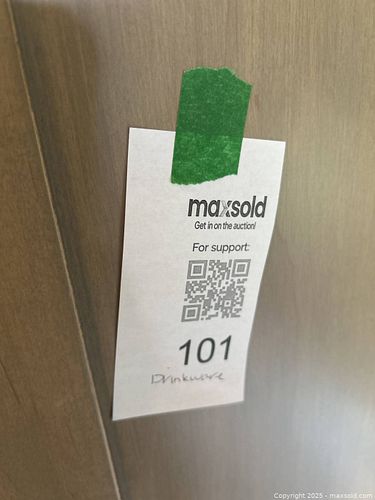 maxsold
Get in on the auction!
For support:
101
Drinkware
Copyright 2025 - maxsold.com